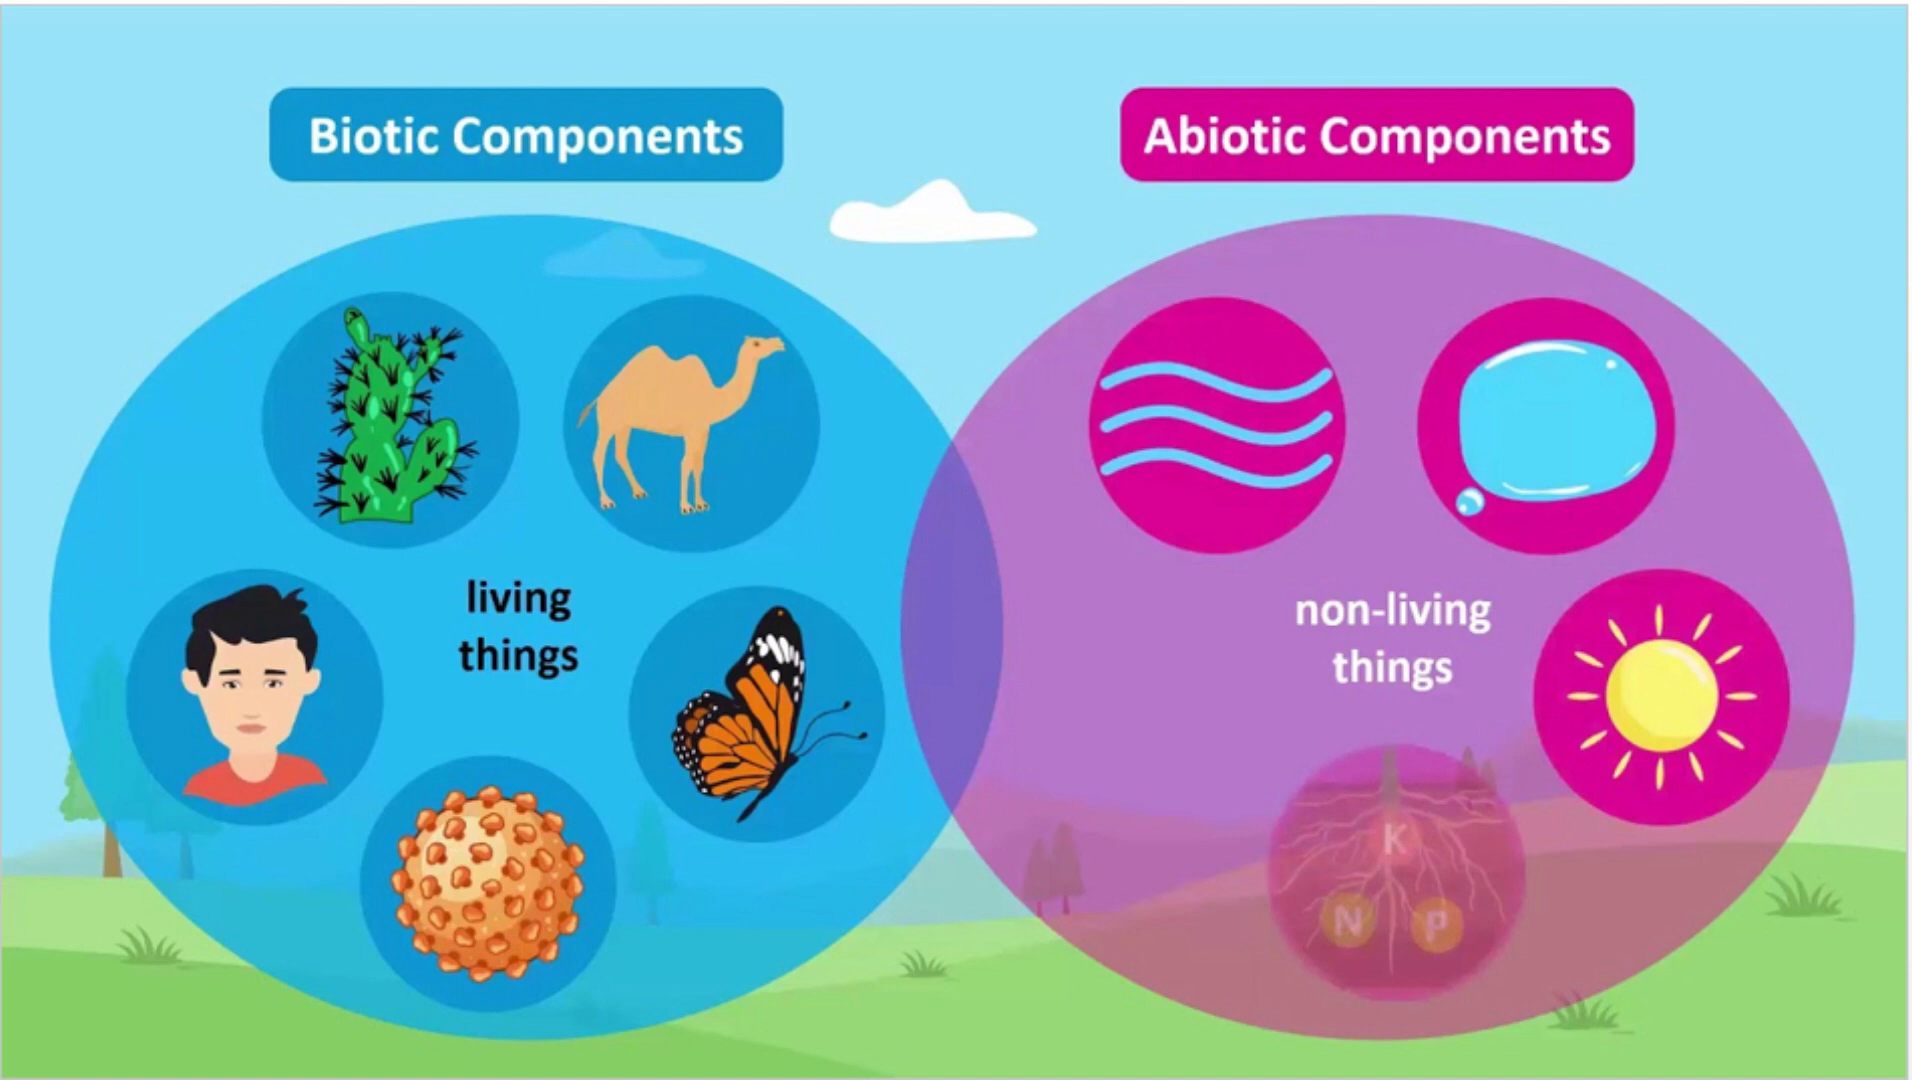 Biotic Components
Abiotic Components
living
things
non-living
things
K
N
P